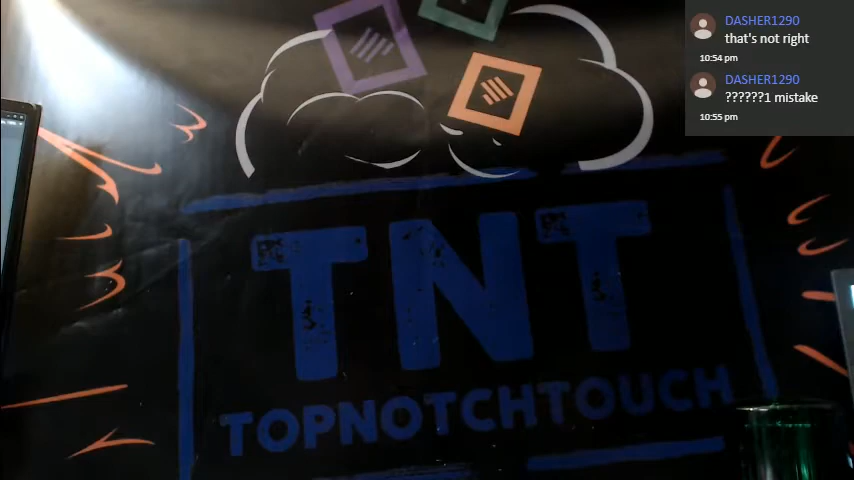 DASHER1290
that's not right
10:54 pm
DASHER1290
??????1 mistake
10:55 pm
TNT
TOPNOTCHTOUCH